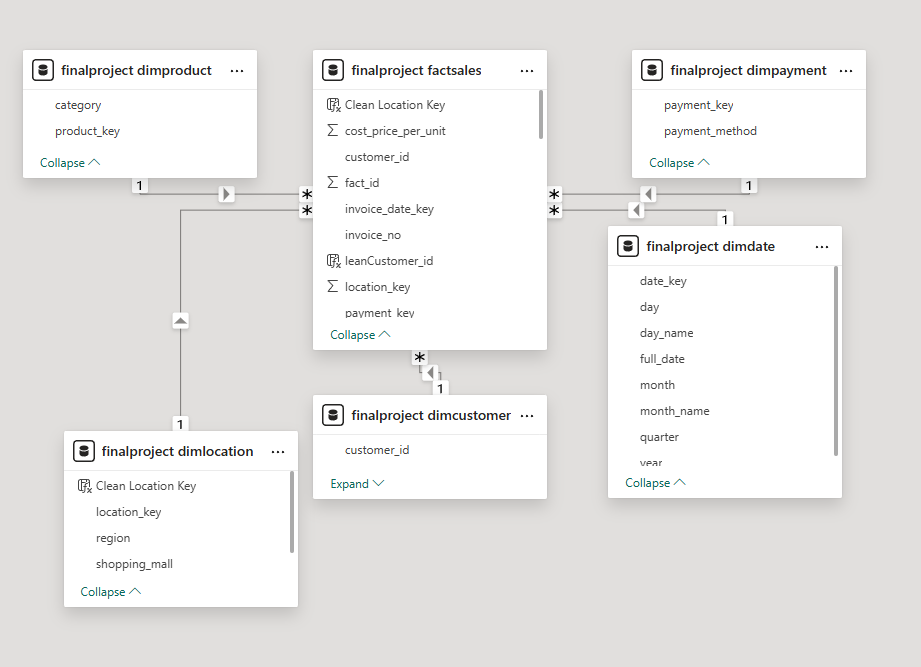 finalproject dimproduct
category
product_key
Collapse
finalproject factsales
Clean Location Key
cost_price_per_unit
customer_id
fact_id
invoice_date_key
invoice_no
leanCustomer_id
location_key
payment_key
Collapse
finalproject dimpayment
payment_key
payment_method
Collapse
1
*
*
*
*
1
1
finalproject dimdate
date_key
day
day_name
full_date
month
month_name
quarter
year
Collapse
*
1
finalproject dimcustomer
customer_id
Expand
1
finalproject dimlocation
Clean Location Key
location_key
region
shopping_mall
Collapse